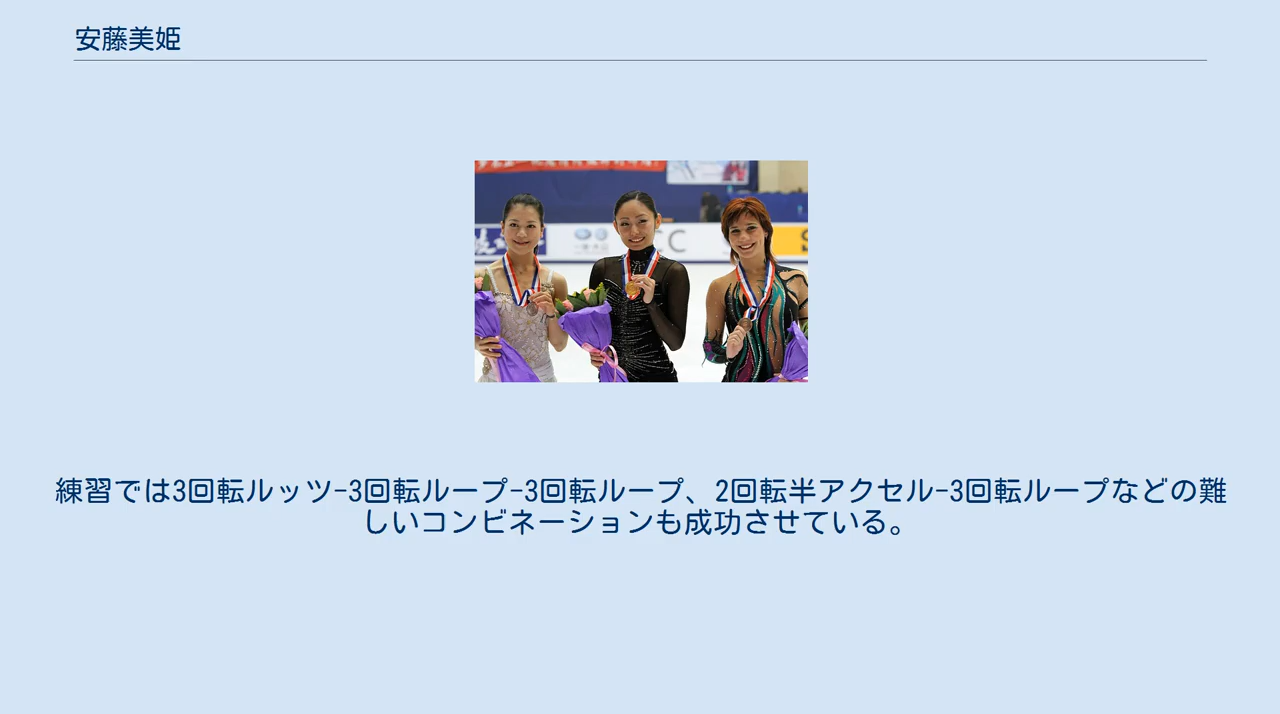 安藤美姫
CC
S
練習では3回転ルッツ-3回転ループ-3回転ループ、2回転半アクセル-3回転ループなどの難
しいコンビネーションも成功させている。